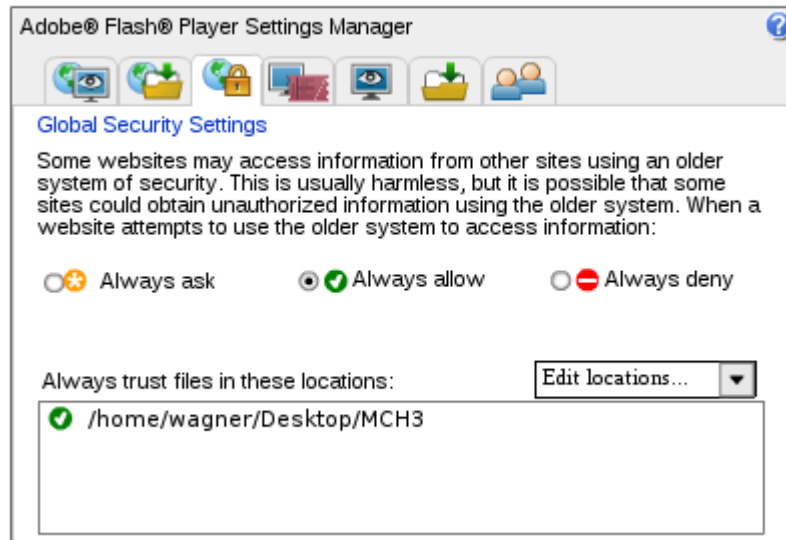 Adobe® Flash® Player Settings Manager
?
Global Security Settings
Some websites may access information from other sites using an older
system of security. This is usually harmless, but it is possible that some
sites could obtain unauthorized information using the older system. When a
website attempts to use the older system to access information:
Always ask Always allow Always deny
Always trust files in these locations: Edit locations...
/home/wagner/Desktop/MCH3